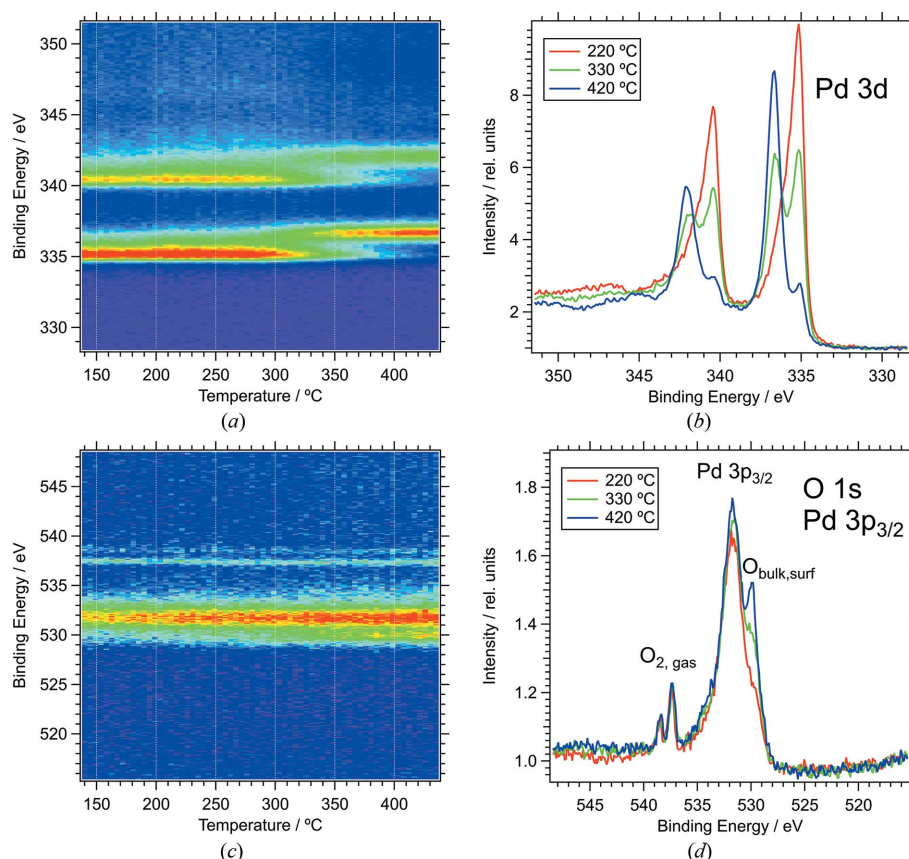 350
345
340
335
330
Binding Energy / eV
150 200 250 300 350 400
Temperature / ºC
(a)
220 ºC
330 ºC
420 ºC
Pd 3d
8
6
4
2
Intensity / rel. units
350 345 340 335 330
Binding Energy / eV
(b)
545
540
535
530
525
520
Binding Energy / eV
150 200 250 300 350 400
Temperature / ºC
(c)
220 ºC
330 ºC
420 ºC
Pd 3p3/2
O 1s
Pd 3p3/2
Obulk,surf
O2, gas
1.8
1.6
1.4
1.2
1.0
Intensity / rel. units
545 540 535 530 525 520
Binding Energy / eV
(d)